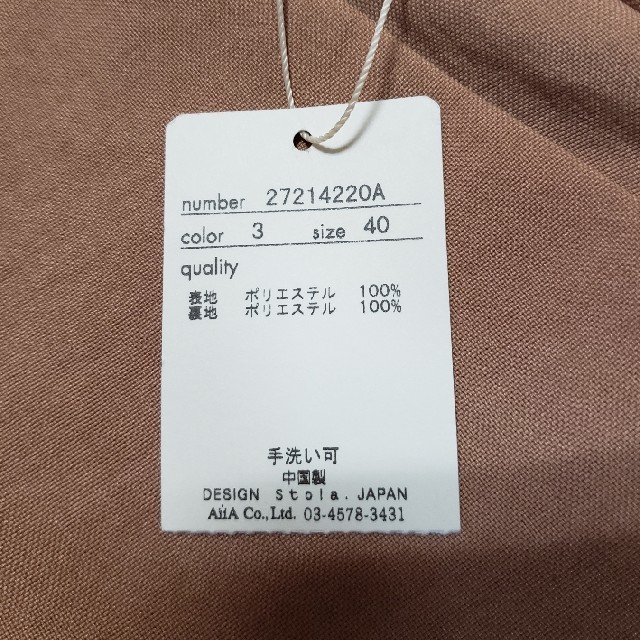 number 27214220A
color 3 size 40
quality
表地 ポリエステル 100%
裏地 ポリエステル 100%
手洗い可
中国製
DESIGN Stola. JAPAN
AiiA Co.,Ltd. 03-4578-3431